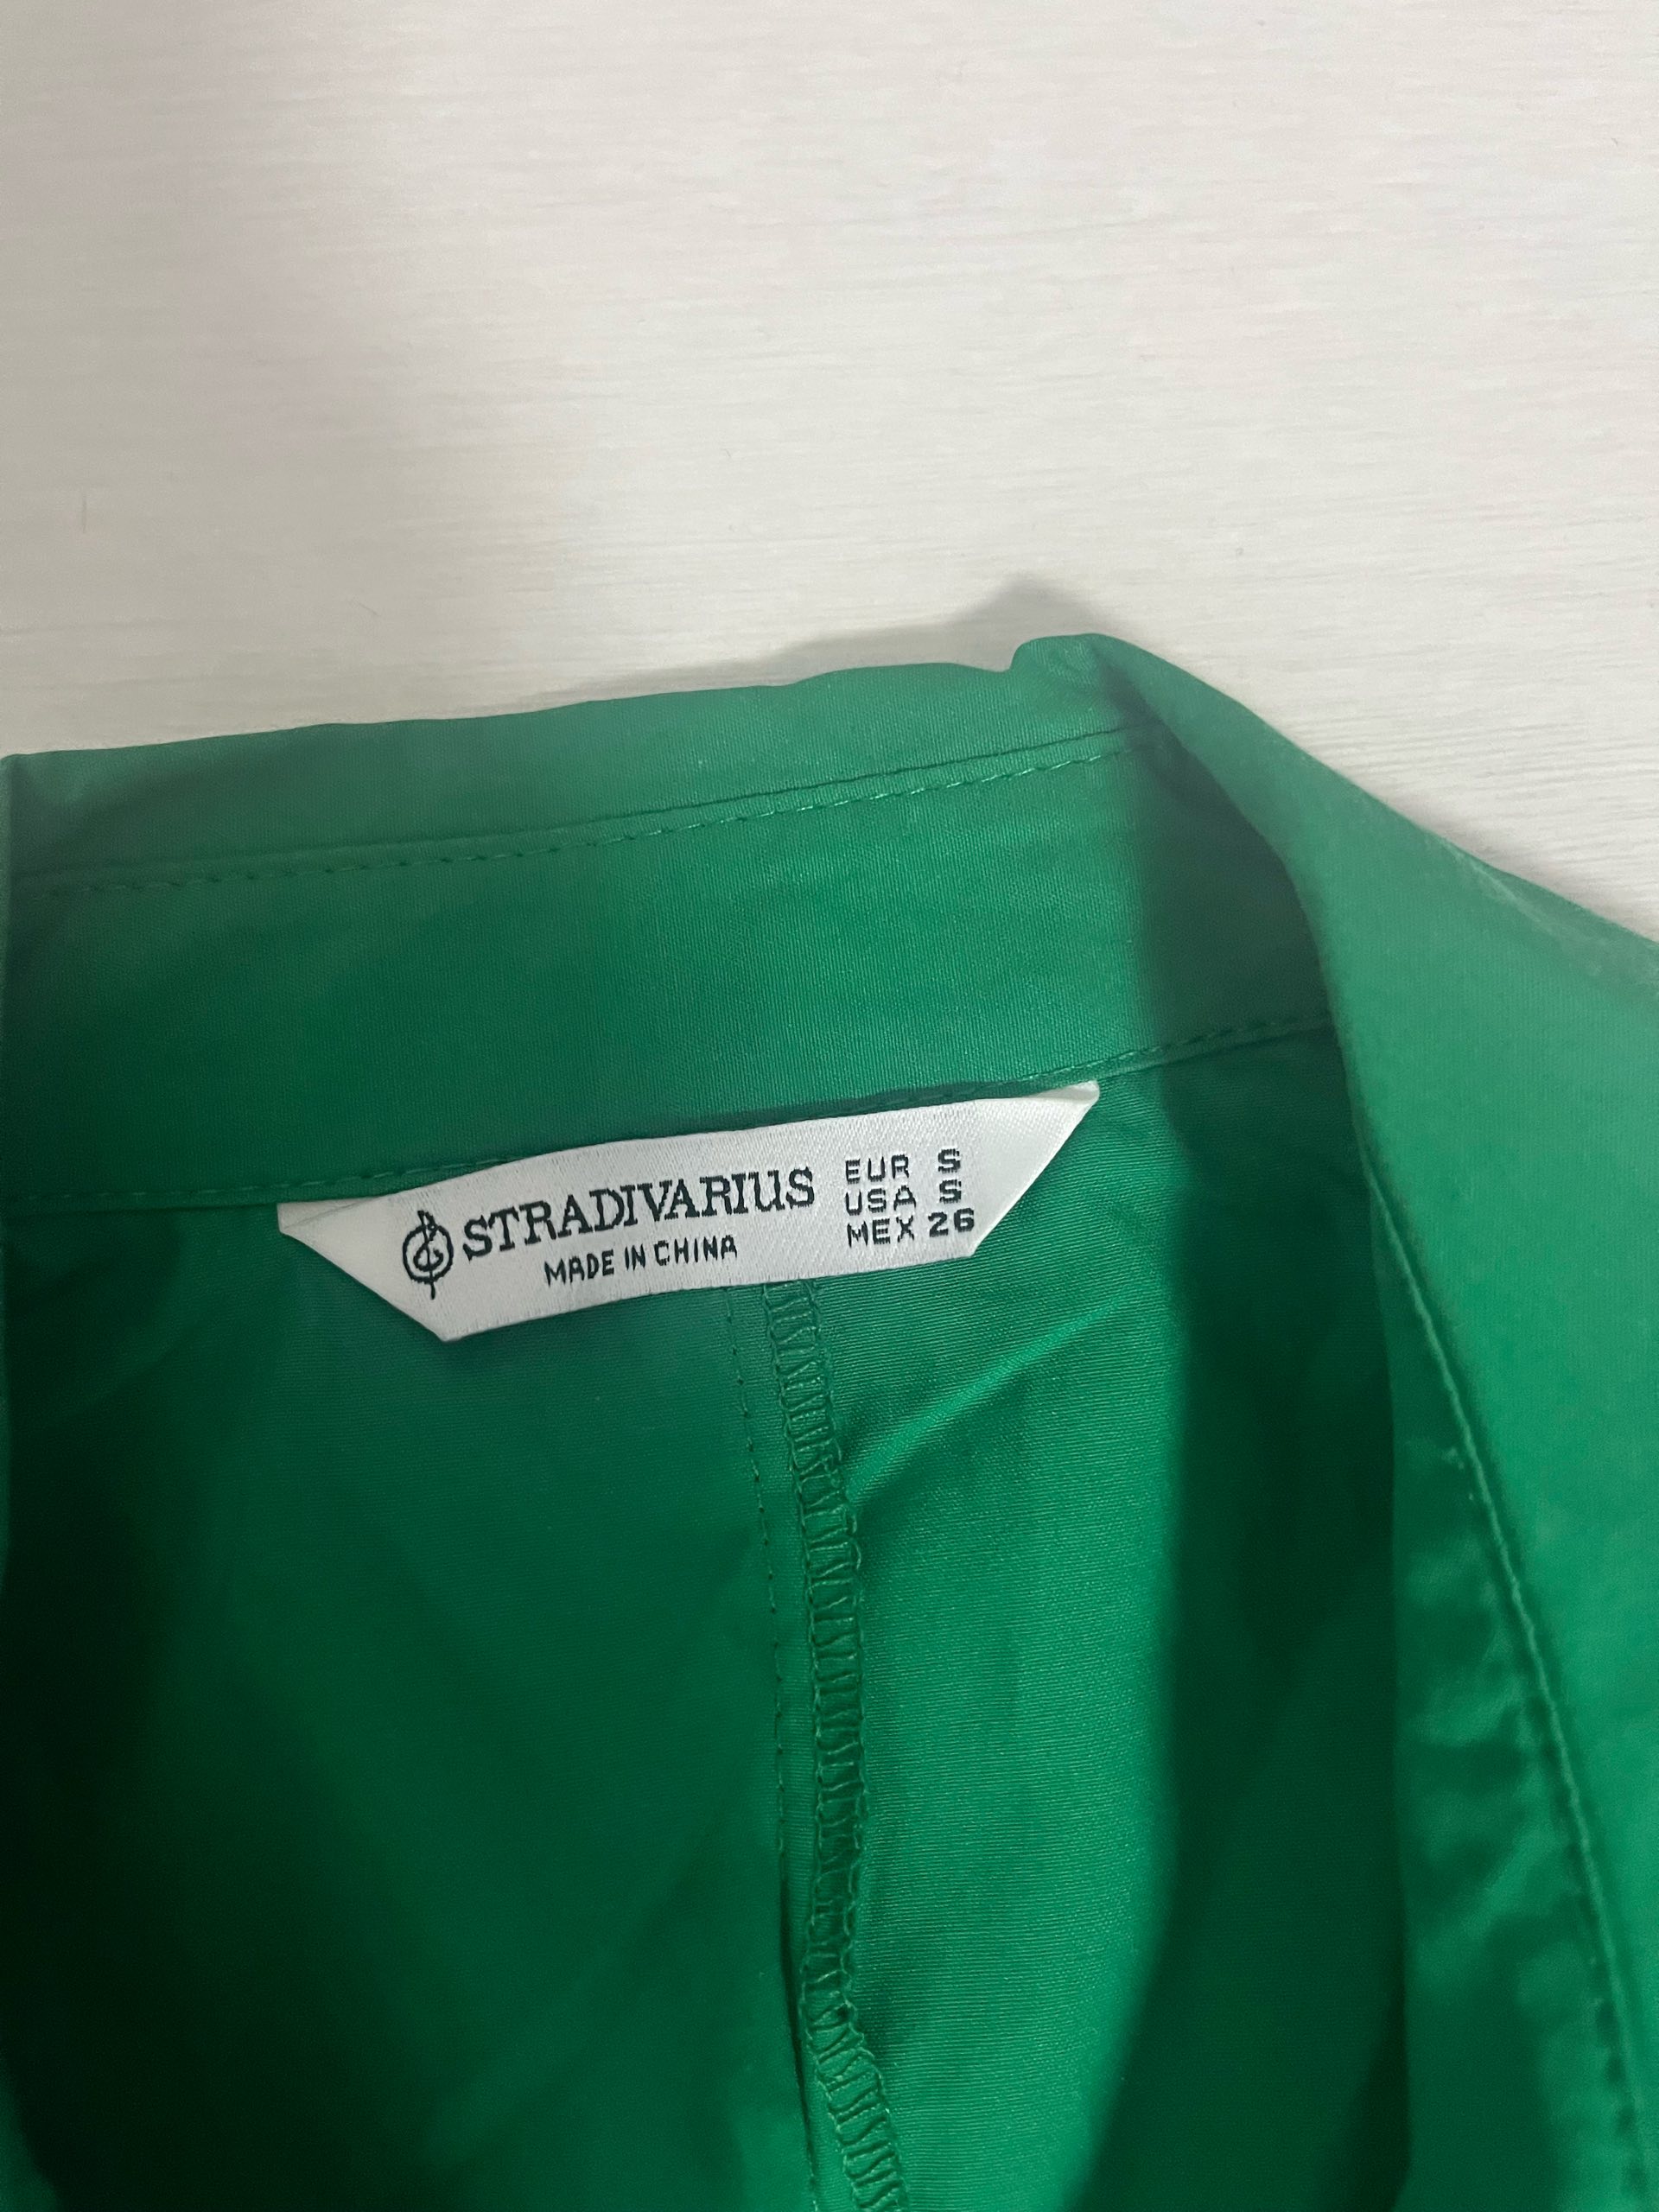 STRADIVARIUS
MADE IN CHINA
EUR S
USA S
MEX 26